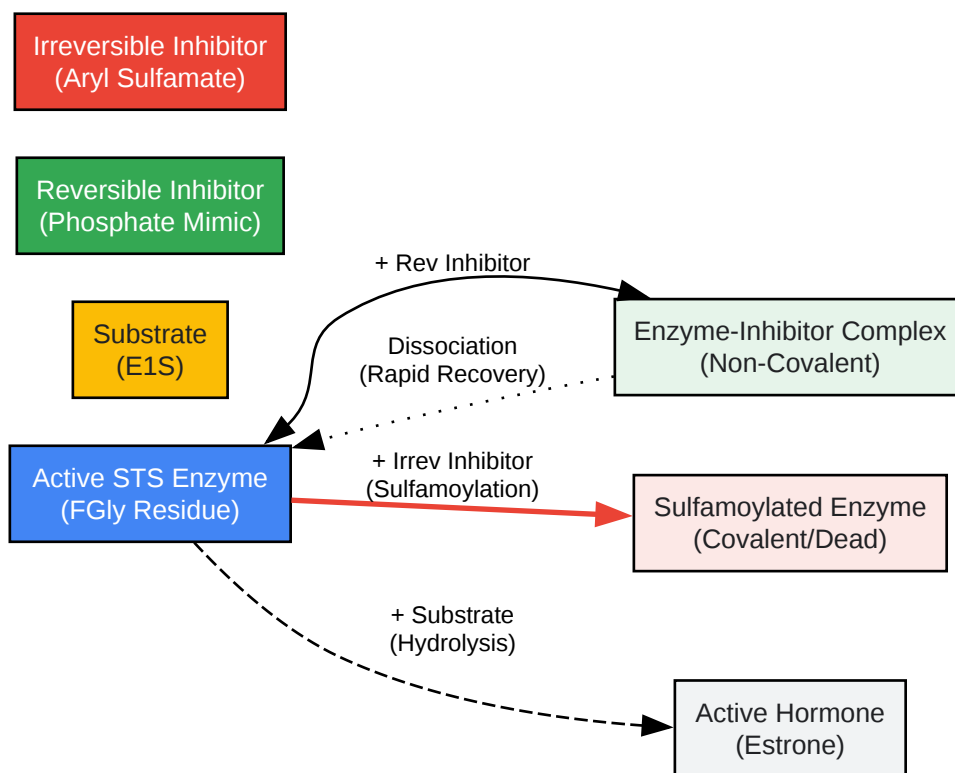 Irreversible Inhibitor
(Aryl Sulfamate)
Reversible Inhibitor
(Phosphate Mimic)
+ Rev Inhibitor
Substrate
(E1S)
Dissociation
(Rapid Recovery)
Enzyme-Inhibitor Complex
(Non-Covalent)
Active STS Enzyme
(FGly Residue)
+ Irrev Inhibitor
(Sulfamoylation)
Sulfamoylated Enzyme
(Covalent/Dead)
+ Substrate
(Hydrolysis)
Active Hormone
(Estrone)